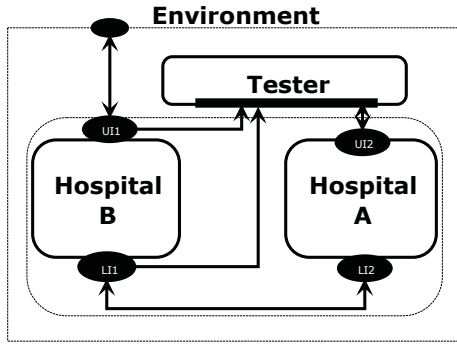 Environment
Tester
UI1
UI2
Hospital
B
Hospital
A
LI1
LI2